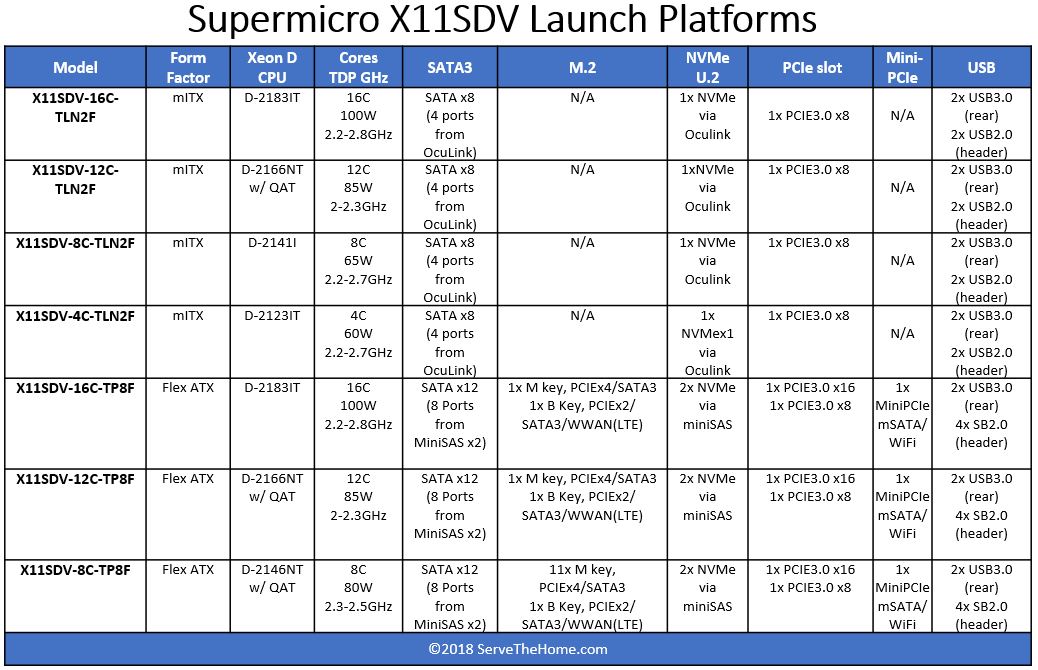 Supermicro X11SDV Launch Platforms
Model | Form Factor | Xeon D CPU | Cores TDP GHz | SATA3 | M.2 | NVMe U.2 | PCIe slot | Mini-PCIe | USB
X11SDV-16C-TLN2F | mITX | D-2183IT | 16C 100W 2.2-2.8GHz | SATA x8 (4 ports from OcuLink) | N/A | 1x NVMe via Oculink | 1x PCIE3.0 x8 | N/A | 2x USB3.0 (rear) 2x USB2.0 (header)
X11SDV-12C-TLN2F | mITX | D-2166NT w/ QAT | 12C 85W 2-2.3GHz | SATA x8 (4 ports from OcuLink) | N/A | 1xNVMe via Oculink | 1x PCIE3.0 x8 | N/A | 2x USB3.0 (rear) 2x USB2.0 (header)
X11SDV-8C-TLN2F | mITX | D-2141I | 8C 65W 2.2-2.7GHz | SATA x8 (4 ports from OcuLink) | N/A | 1x NVMe via Oculink | 1x PCIE3.0 x8 | N/A | 2x USB3.0 (rear) 2x USB2.0 (header)
X11SDV-4C-TLN2F | mITX | D-2123IT | 4C 60W 2.2-2.7GHz | SATA x8 (4 ports from OcuLink) | N/A | 1x NVMex1 via Oculink | 1x PCIE3.0 x8 | N/A | 2x USB3.0 (rear) 2x USB2.0 (header)
X11SDV-16C-TP8F | Flex ATX | D-2183IT | 16C 100W 2.2-2.8GHz | SATA x12 (8 Ports from MiniSAS x2) | 1x M key, PCIEx4/SATA3 1x B Key, PCIEx2/ SATA3/WWAN(LTE) | 2x NVMe via miniSAS | 1x PCIE3.0 x16 1x PCIE3.0 x8 | 1x MiniPCIe mSATA/ WiFi | 2x USB3.0 (rear) 4x SB2.0 (header)
X11SDV-12C-TP8F | Flex ATX | D-2166NT w/ QAT | 12C 85W 2-2.3GHz | SATA x12 (8 Ports from MiniSAS x2) | 1x M key, PCIEx4/SATA3 1x B Key, PCIEx2/ SATA3/WWAN(LTE) | 2x NVMe via miniSAS | 1x PCIE3.0 x16 1x PCIE3.0 x8 | 1x MiniPCIe mSATA/ WiFi | 2x USB3.0 (rear) 4x SB2.0 (header)
X11SDV-8C-TP8F | Flex ATX | D-2146NT w/ QAT | 8C 80W 2.3-2.5GHz | SATA x12 (8 Ports from MiniSAS x2) | 11x M key, PCIEx4/SATA3 1x B Key, PCIEx2/ SATA3/WWAN(LTE) | 2x NVMe via miniSAS | 1x PCIE3.0 x16 1x PCIE3.0 x8 | 1x MiniPCIe mSATA/ WiFi | 2x USB3.0 (rear) 4x SB2.0 (header)
©2018 ServeTheHome.com